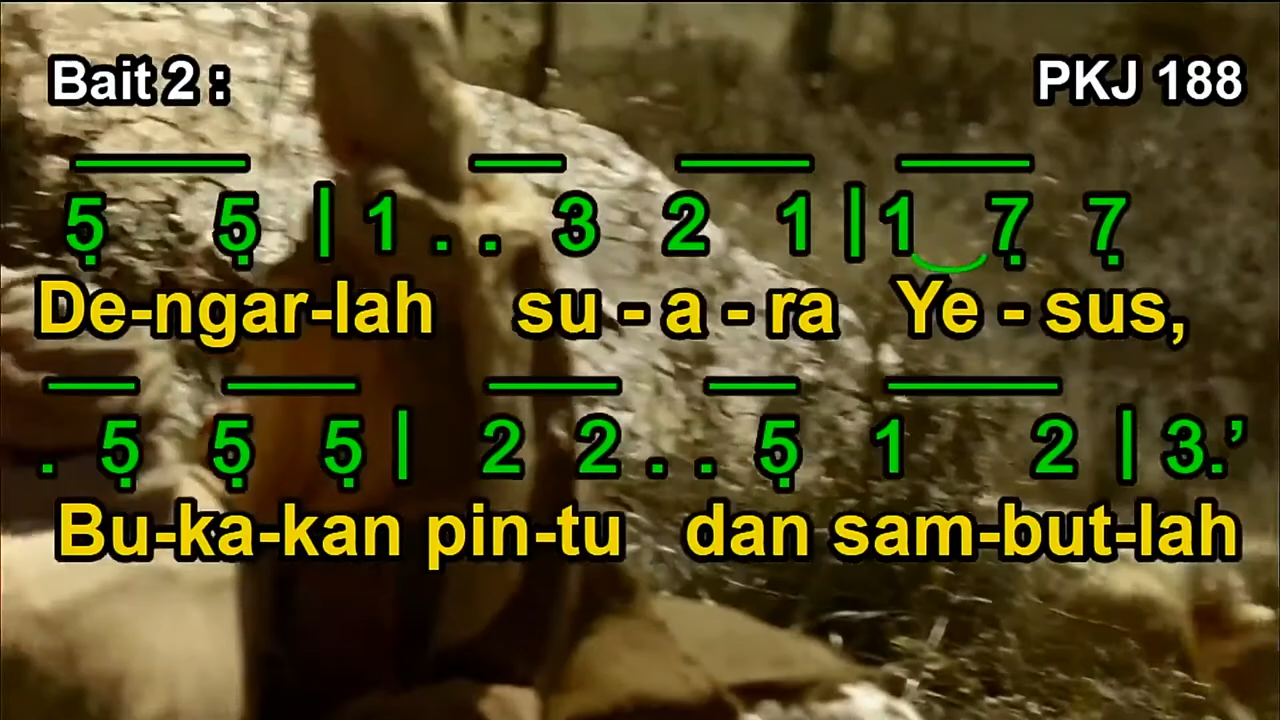 Bait 2 : PKJ 188
5̣ 5̣ | 1 . . 3 2 1 | 1 7̣ 7̣
De-ngar-lah su - a - ra Ye - sus,
. 5̣ 5̣ 5̣ | 2 2 . . 5̣ 1 2 | 3 . ’
Bu-ka-kan pin-tu dan sam-but-lah